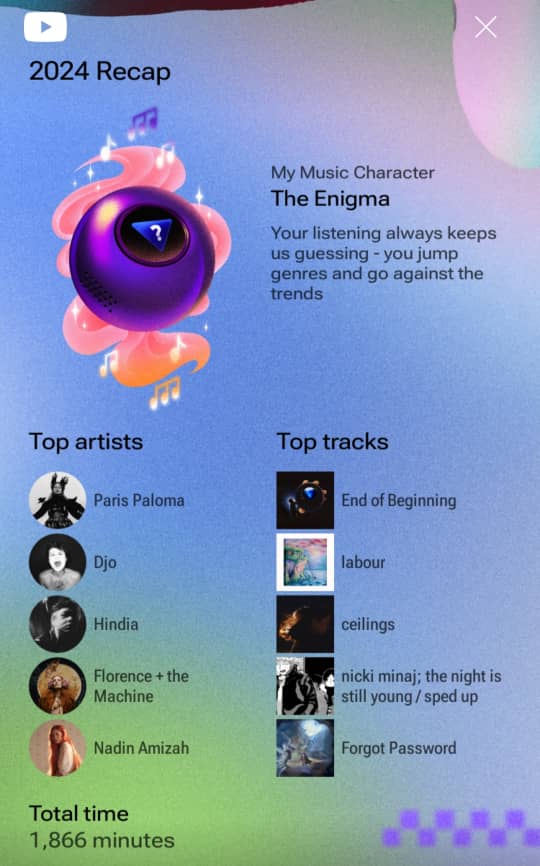 2024 Recap
My Music Character
The Enigma
Your listening always keeps
us guessing - you jump
genres and go against the
trends
?
Top artists
Paris Paloma
Djo
Hindia
Florence + the
Machine
Nadin Amizah
Top tracks
End of Beginning
labour
ceilings
nicki minaj; the night is
still young / sped up
Forgot Password
Total time
1,866 minutes